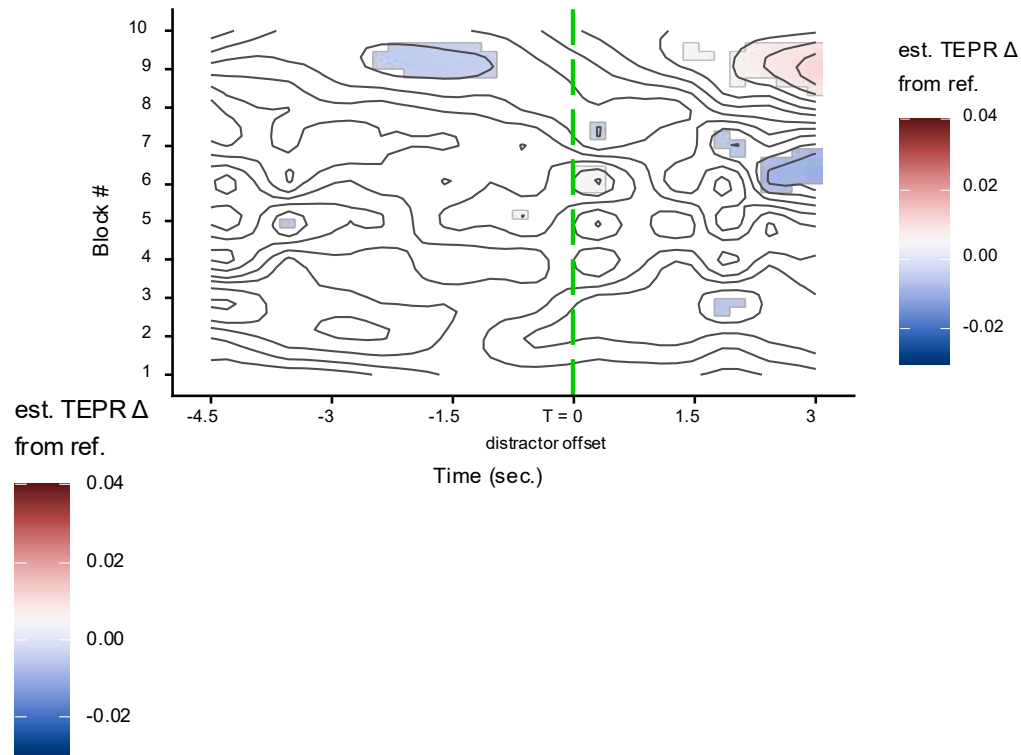 10
9
8
7
6
5
4
3
2
1
Block #
-4.5 -3 -1.5 T = 0 1.5 3
distractor offset
Time (sec.)
est. TEPR Δ
from ref.
0.04
0.02
0.00
-0.02
est. TEPR Δ
from ref.
0.04
0.02
0.00
-0.02